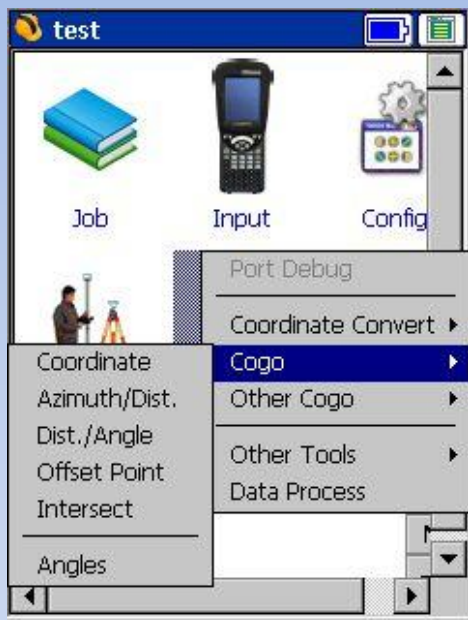 test
Job
Input
Config
Port Debug
Coordinate Convert
Cogo
Other Cogo
Other Tools
Data Process
Coordinate
Azimuth/Dist.
Dist./Angle
Offset Point
Intersect
Angles